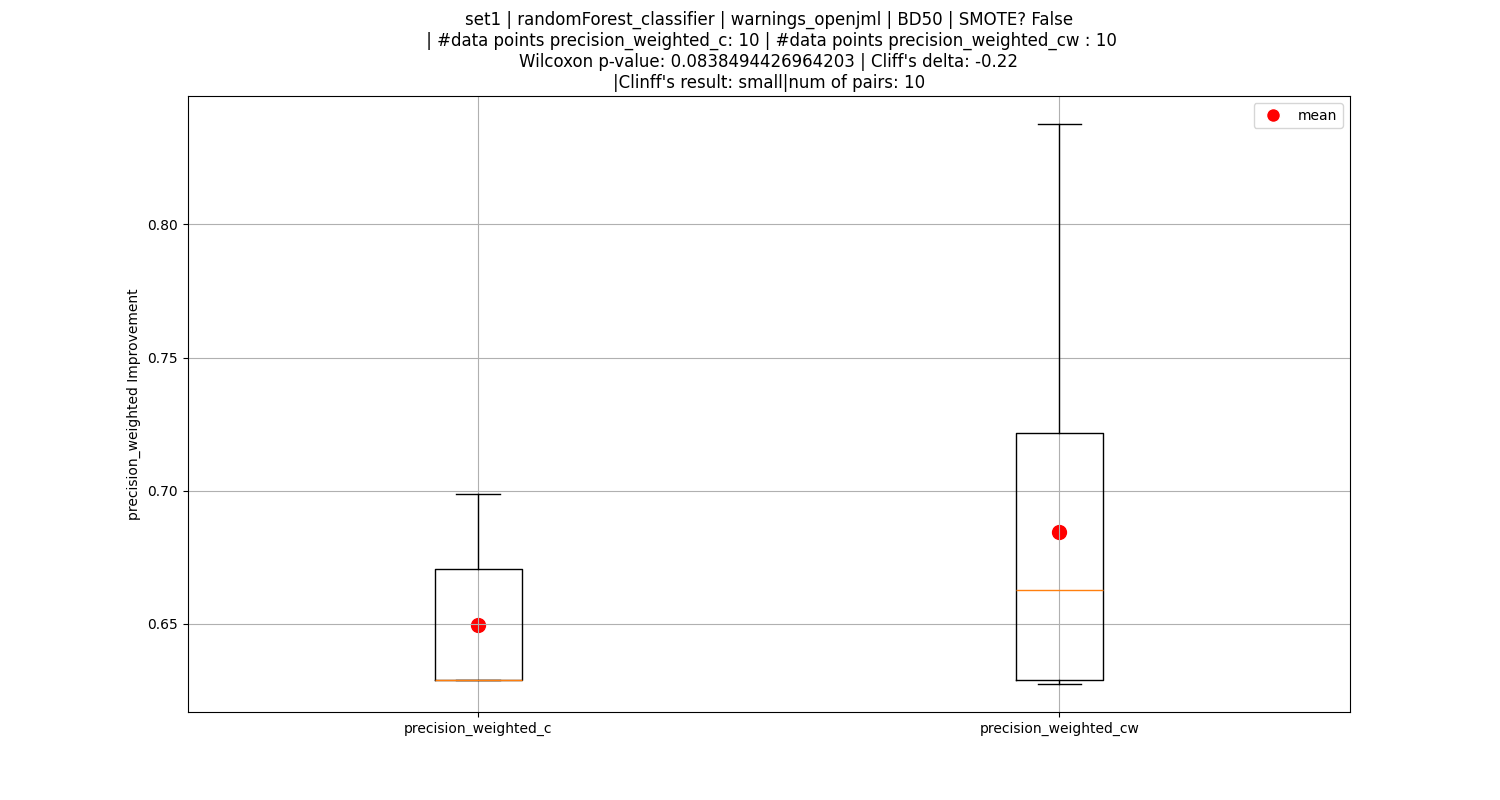 set1 | randomForest_classifier | warnings_openjml | BD50 | SMOTE? False
| #data points precision_weighted_c: 10 | #data points precision_weighted_cw : 10
Wilcoxon p-value: 0.0838494426964203 | Cliff's delta: -0.22
|Clinff's result: small|num of pairs: 10
mean
precision_weighted Improvement
0.80
0.75
0.70
0.65
precision_weighted_c
precision_weighted_cw